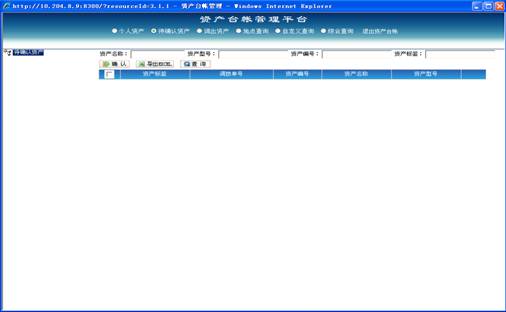 http://10.204.8.9:8300/?resourceId=3.1.1 - 资产台帐管理 - Windows Internet Explorer
资产台帐管理平台
个人资产 待确认资产 调出资产 地点查询 自定义查询 综合查询 退出资产台帐
待确认资产
资产名称： 资产型号： 资产编号： 资产标签：
确 认 导出EXCEL 查 询
资产标签 调拨单号 资产编号 资产名称 资产型号